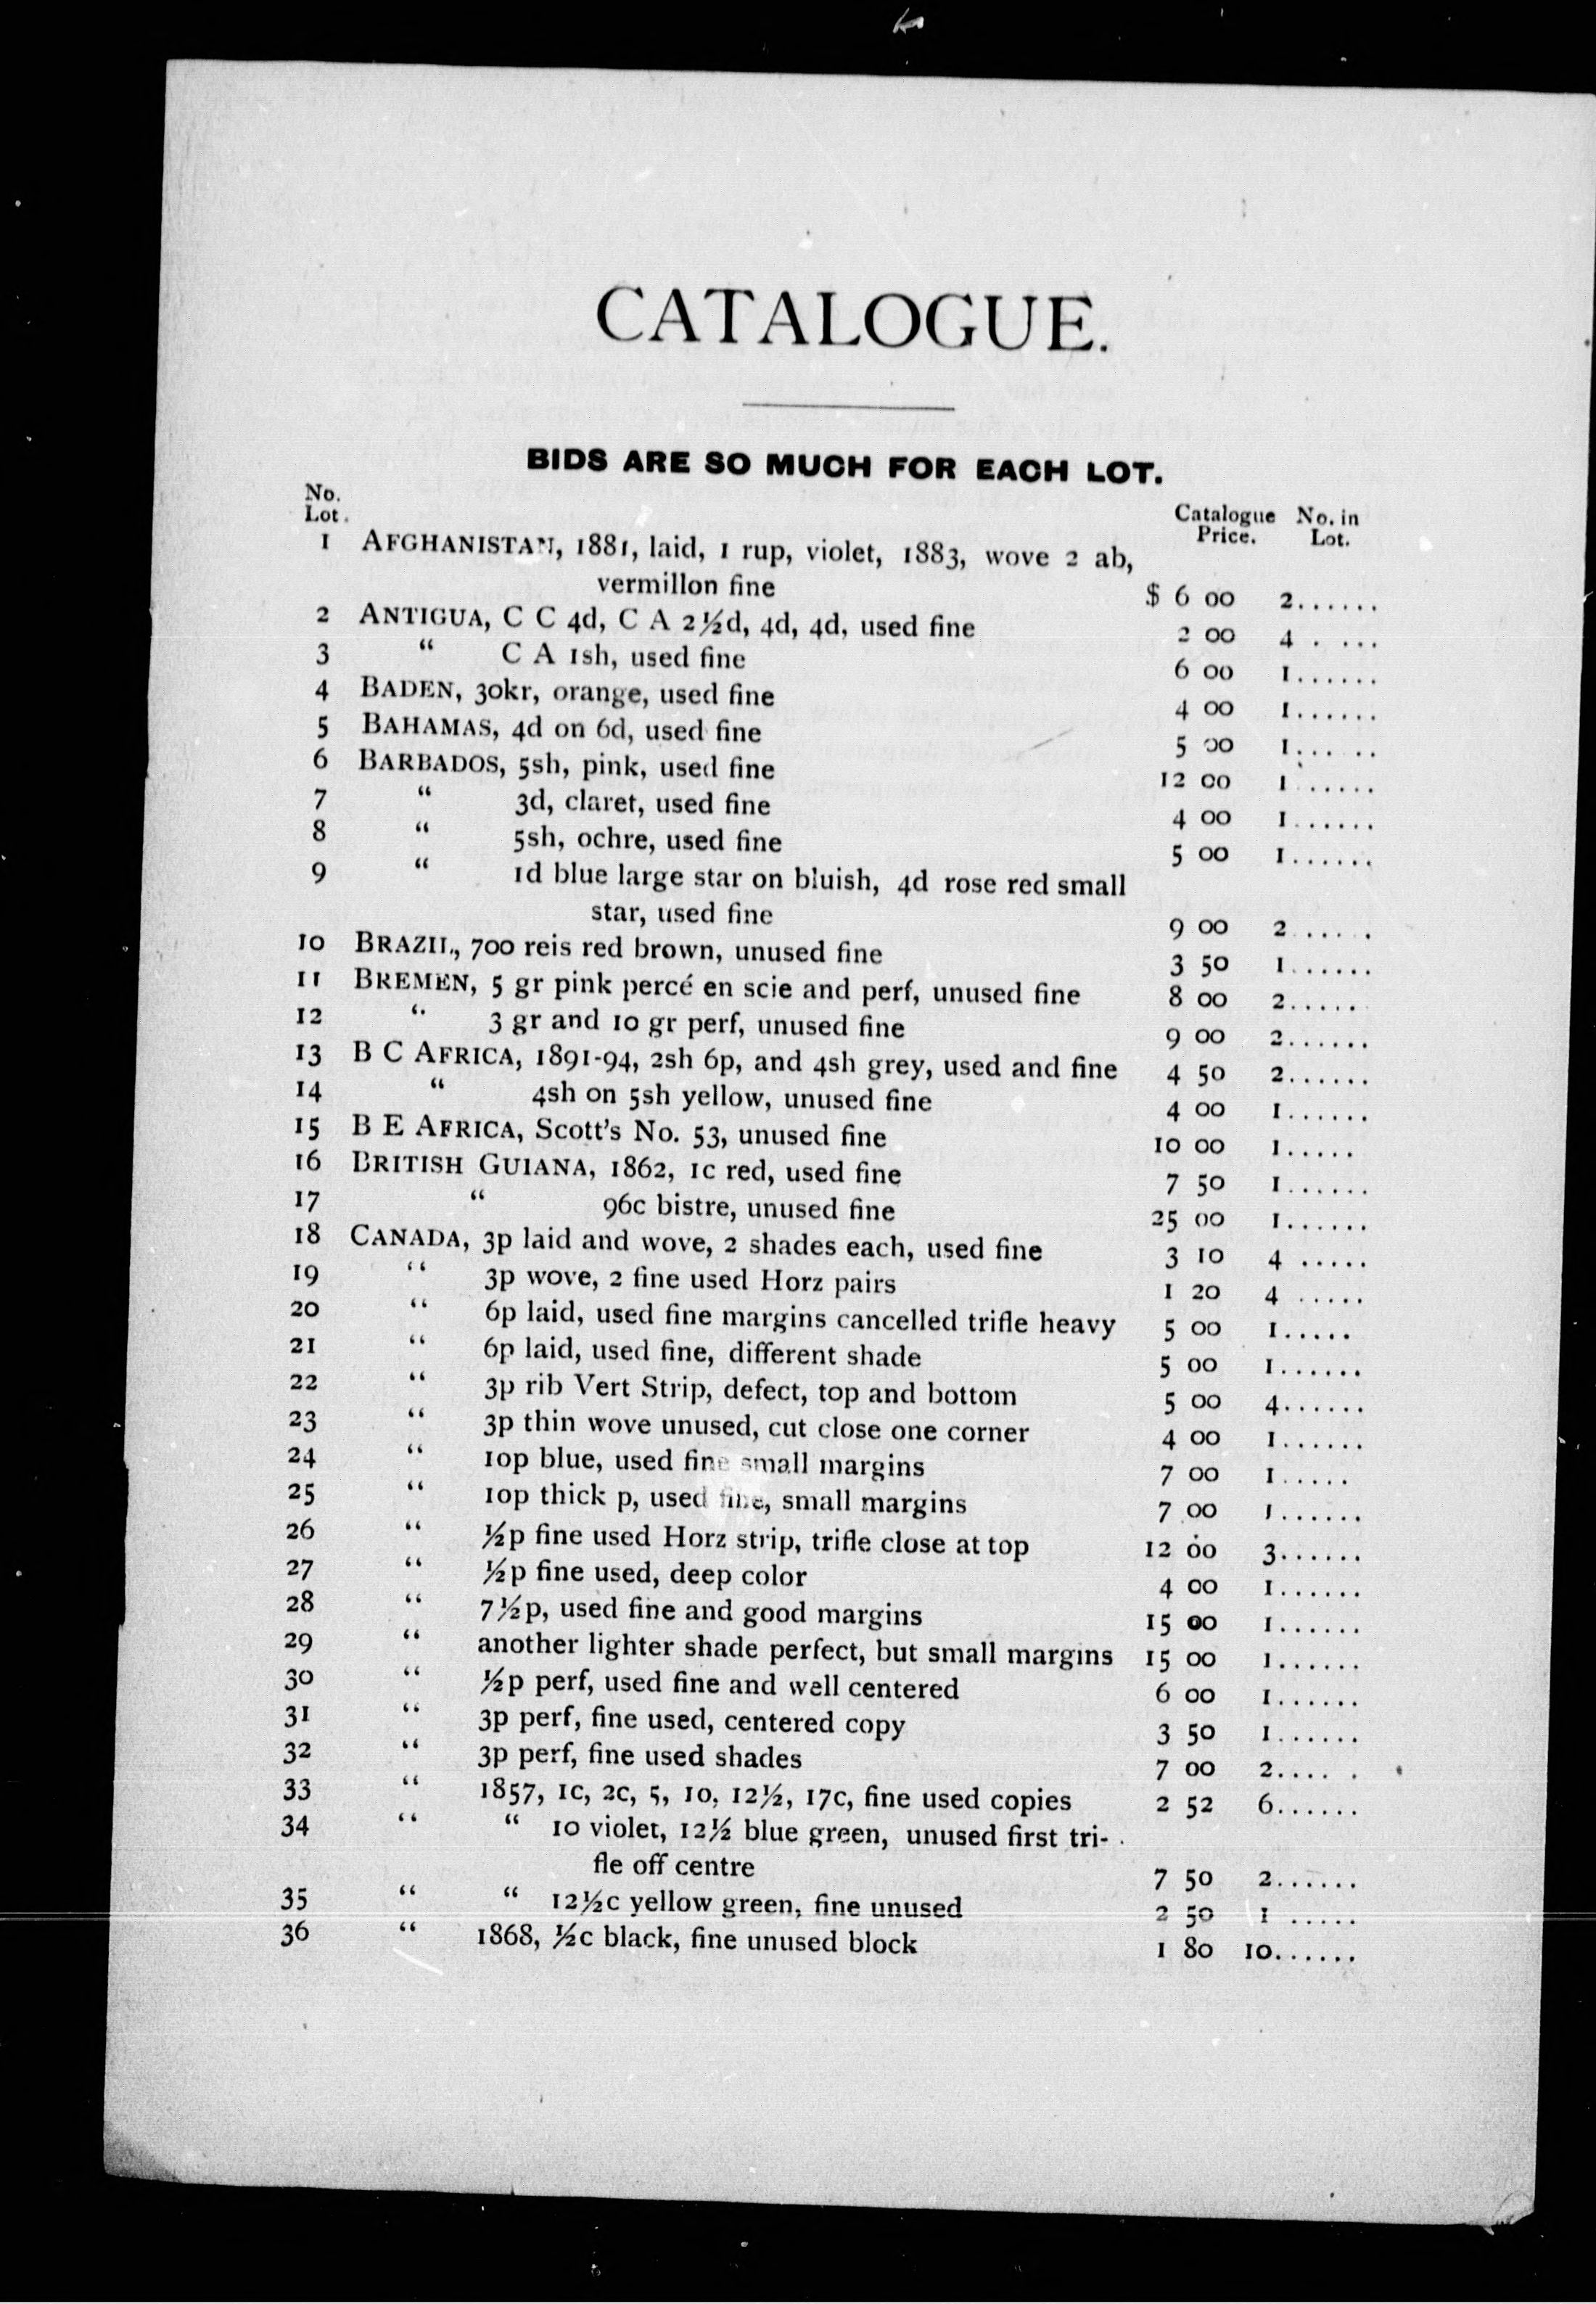 CATALOGUE.
BIDS ARE SO MUCH FOR EACH LOT.
No. Lot. Catalogue Price. No. in Lot.
1 AFGHANISTAN, 1881, laid, 1 rup, violet, 1883, wove 2 ab,
vermillon fine $ 6 00 2......
2 ANTIGUA, C C 4d, C A 2½d, 4d, 4d, used fine 2 00 4 . ...
3 “ C A 1sh, used fine 6 00 1......
4 BADEN, 30kr, orange, used fine 4 00 1......
5 BAHAMAS, 4d on 6d, used fine 5 00 1......
6 BARBADOS, 5sh, pink, used fine 12 00 1......
7 “ 3d, claret, used fine 4 00 1......
8 “ 5sh, ochre, used fine 5 00 1......
9 “ 1d blue large star on bluish, 4d rose red small
star, used fine 9 00 2......
10 BRAZIL, 700 reis red brown, unused fine 3 50 1......
11 BREMEN, 5 gr pink percé en scie and perf, unused fine 8 00 2.....
12 “ 3 gr and 10 gr perf, unused fine 9 00 2......
13 B C AFRICA, 1891-94, 2sh 6p, and 4sh grey, used and fine 4 50 2......
14 “ 4sh on 5sh yellow, unused fine 4 00 1......
15 B E AFRICA, Scott’s No. 53, unused fine 10 00 1.....
16 BRITISH GUIANA, 1862, 1c red, used fine 7 50 1......
17 “ 96c bistre, unused fine 25 00 1......
18 CANADA, 3p laid and wove, 2 shades each, used fine 3 10 4 .....
19 “ 3p wove, 2 fine used Horz pairs 1 20 4 .....
20 “ 6p laid, used fine margins cancelled trifle heavy 5 00 1.....
21 “ 6p laid, used fine, different shade 5 00 1......
22 “ 3p rib Vert Strip, defect, top and bottom 5 00 4......
23 “ 3p thin wove unused, cut close one corner 4 00 1......
24 “ 10p blue, used fine small margins 7 00 1.....
25 “ 10p thick p, used fine, small margins 7 00 1......
26 “ ½p fine used Horz strip, trifle close at top 12 00 3......
27 “ ½p fine used, deep color 4 00 1......
28 “ 7½p, used fine and good margins 15 00 1......
29 “ another lighter shade perfect, but small margins 15 00 1......
30 “ ½p perf, used fine and well centered 6 00 1......
31 “ 3p perf, fine used, centered copy 3 50 1......
32 “ 3p perf, fine used shades 7 00 2.... .
33 “ 1857, 1c, 2c, 5, 10, 12½, 17c, fine used copies 2 52 6......
34 “ “ 10 violet, 12½ blue green, unused first tri-
fle off centre 7 50 2......
35 “ “ 12½c yellow green, fine unused 2 50 1 .....
36 “ 1868, ½c black, fine unused block 1 80 10......